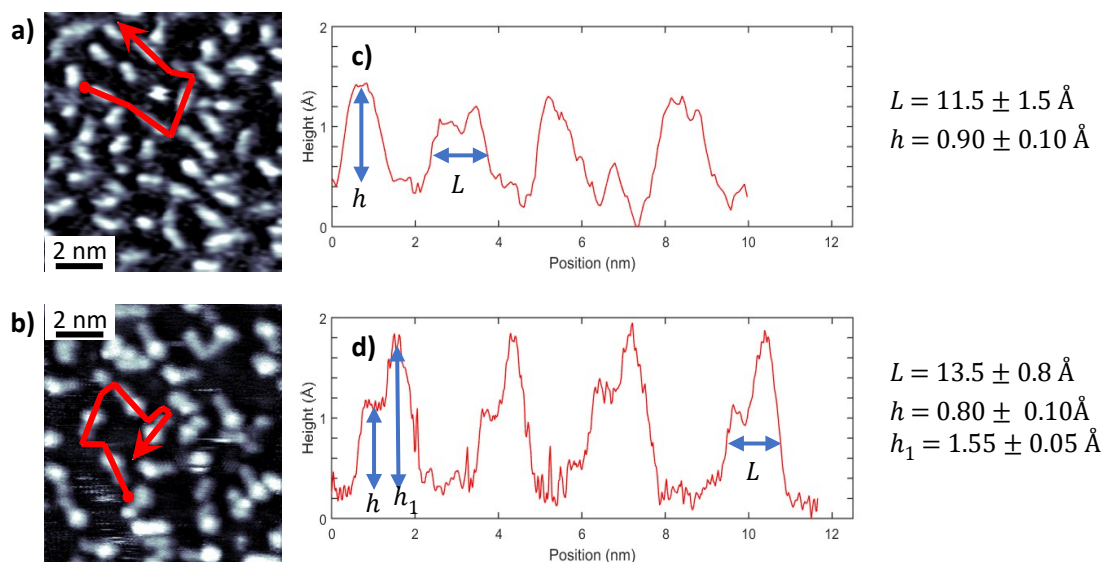 a)
2 nm
c)
Height (Å)
2
1
0
h
L
0 2 4 6 8 10 12
Position (nm)
L = 11.5 ± 1.5 Å
h = 0.90 ± 0.10 Å
b)
2 nm
d)
Height (Å)
2
1
0
h
h₁
L
0 2 4 6 8 10 12
Position (nm)
L = 13.5 ± 0.8 Å
h = 0.80 ± 0.10Å
h₁ = 1.55 ± 0.05 Å